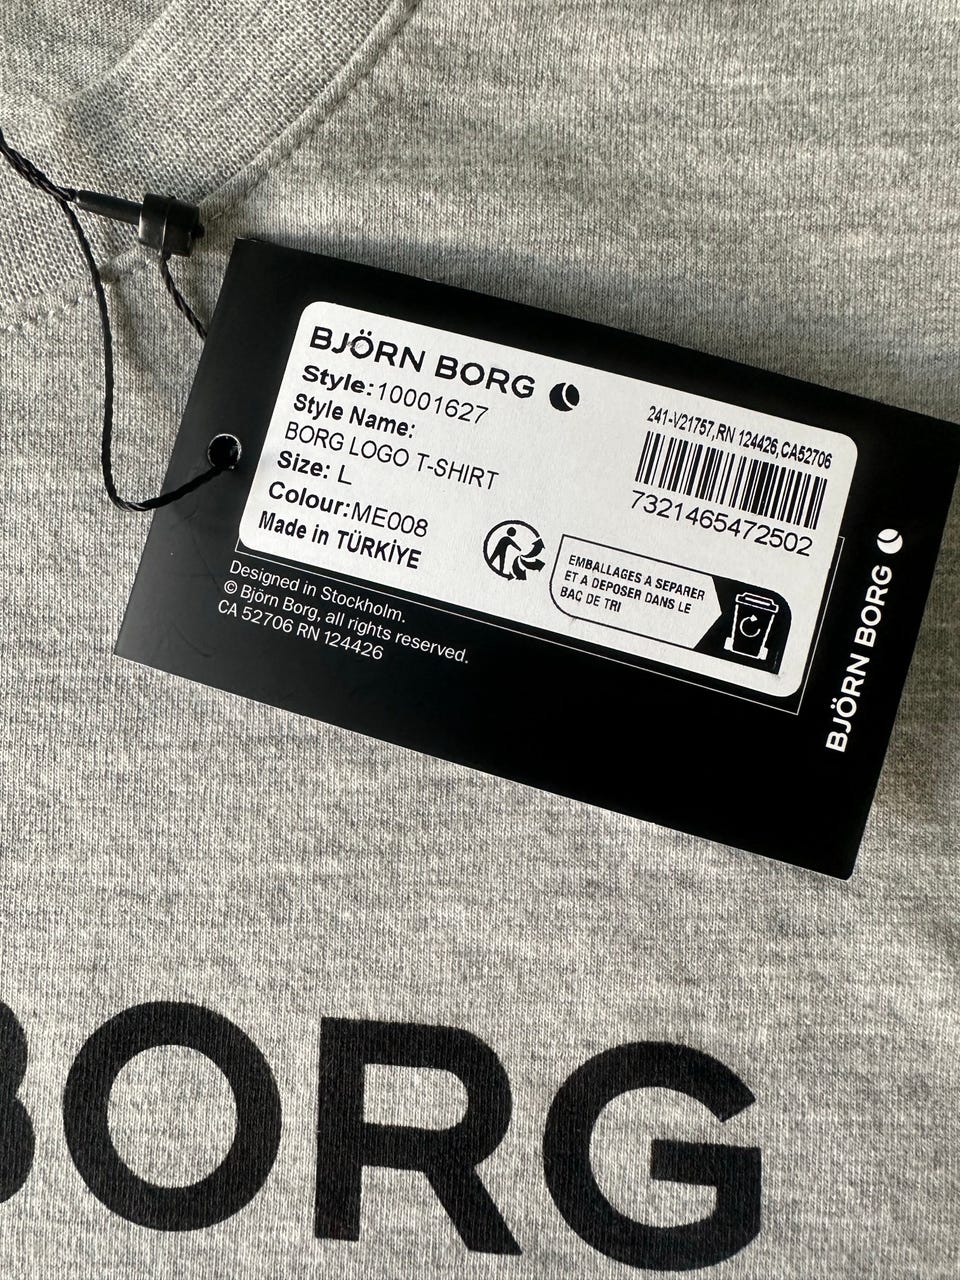 BJÖRN BORG
Style:10001627
Style Name:
BORG LOGO T-SHIRT
Size: L
Colour:ME008
Made in TÜRKİYE
241-V21757,RN 124426,CA52706
7321465472502
EMBALLAGES A SEPARER
ET A DEPOSER DANS LE
BAC DE TRI
Designed in Stockholm.
© Björn Borg, all rights reserved.
CA 52706 RN 124426
BJÖRN BORG
BORG